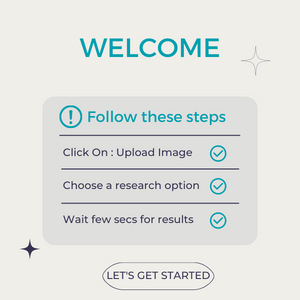 WELCOME
Follow these steps
Click On : Upload Image
Choose a research option
Wait few secs for results
LET'S GET STARTED